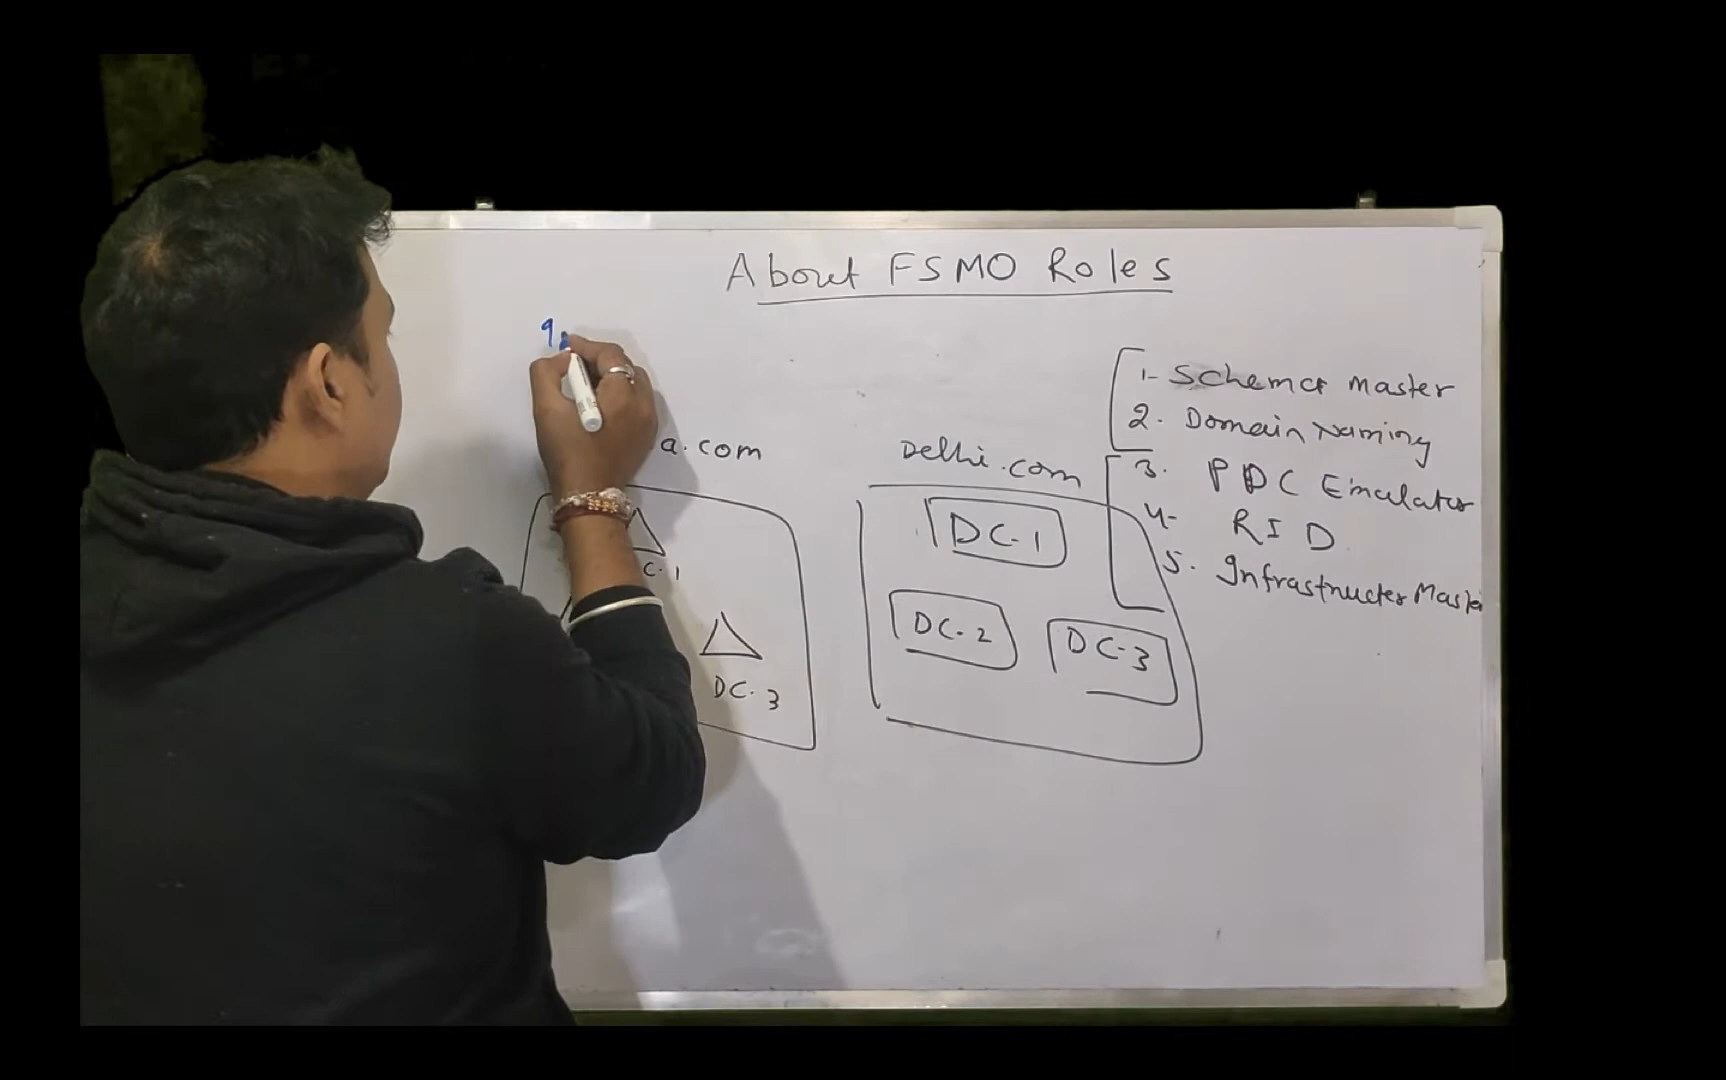 About FSMO Roles
1- Schema Master
2. Domain Naming
3. PDC Emulator
4- RID
5. Infrastructer Master
a.com
C-1
DC-3
Delhi.com
DC-1
DC-2
DC-3